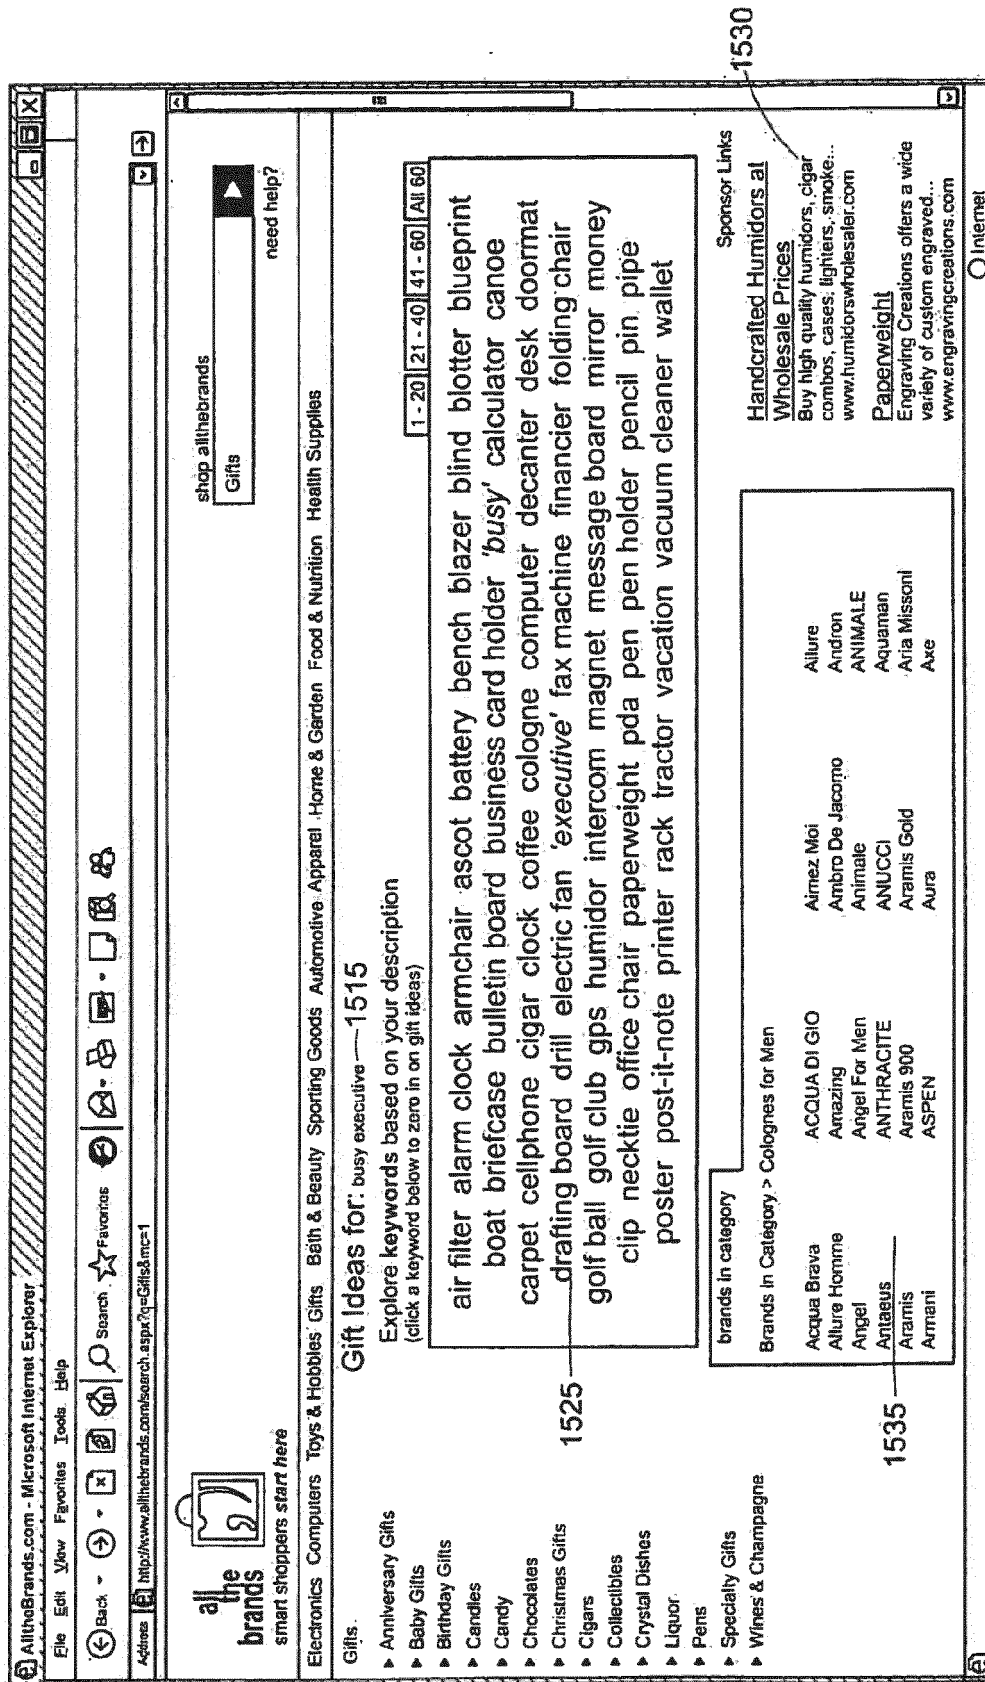 AlltheBrands.com - Microsoft Internet Explorer
File Edit View Favorites Tools Help
Back Search Favorites
Address http://www.allthebrands.com/search.aspx?q=Gifts&mc=1
all
the
brands
smart shoppers start here
shop allthebrands
Gifts
need help?
Electronics Computers Toys & Hobbies Gifts Bath & Beauty Sporting Goods Automotive Apparel Home & Garden Food & Nutrition Health Supplies
Gifts
Anniversary Gifts
Baby Gifts
Birthday Gifts
Candles
Candy
Chocolates
Christmas Gifts
Cigars
Collectibles
Crystal Dishes
Liquor
Pens
Specialty Gifts
Wines & Champagne
Gift Ideas for: busy executive 1515
Explore keywords based on your description
(click a keyword below to zero in on gift ideas)
1 - 20 21 - 40 41 - 60 All 60
air filter alarm clock armchair ascot battery bench blazer blind blotter blueprint
boat briefcase bulletin board business card holder 'busy' calculator canoe
carpet cellphone cigar clock coffee cologne computer decanter desk doormat
drafting board drill electric fan 'executive' fax machine financier folding chair
golf ball golf club gps humidor intercom magnet message board mirror money
clip necktie office chair paperweight pda pen pen holder pencil pin pipe
poster post-it-note printer rack tractor vacation vacuum cleaner wallet
1525
brands in category
Brands In Category > Colognes for Men
Acqua Brava ACQUA DI GIO Aimez Moi Allure
Allure Homme Amazing Ambro De Jacomo Andron
Angel Angel For Men Animale ANIMALE
Antaeus ANTHRACITE ANUCCI Aquaman
Aramis Aramis 900 Aramis Gold Aria Missoni
Armani ASPEN Aura Axe
1535
Sponsor Links
Handcrafted Humidors at
Wholesale Prices
Buy high quality humidors, cigar
combos, cases, lighters, smoke...
www.humidorswholesaler.com
Paperweight
Engraving Creations offers a wide
variety of custom engraved...
www.engravingcreations.com
1530
Internet